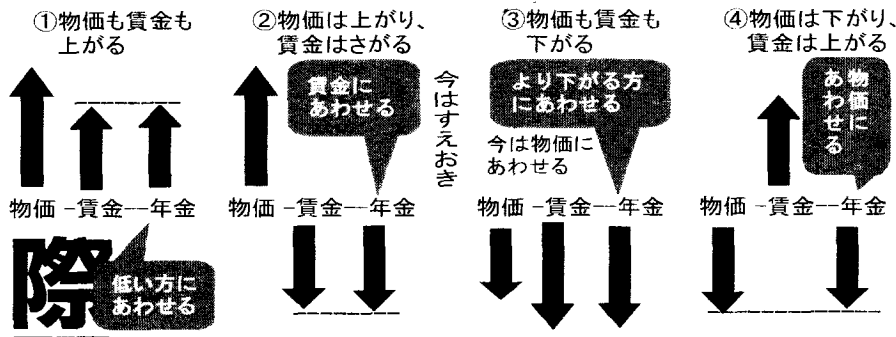 ①物価も賃金も
上がる
低い方に
あわせる
物価 賃金 年金
②物価は上がり、
賃金はさがる
賃金に
あわせる
今はすえおき
物価 賃金 年金
③物価も賃金も
下がる
より下がる方
にあわせる
今は物価に
あわせる
物価 賃金 年金
④物価は下がり、
賃金は上がる
物価に
あわせる
物価 賃金 年金
際